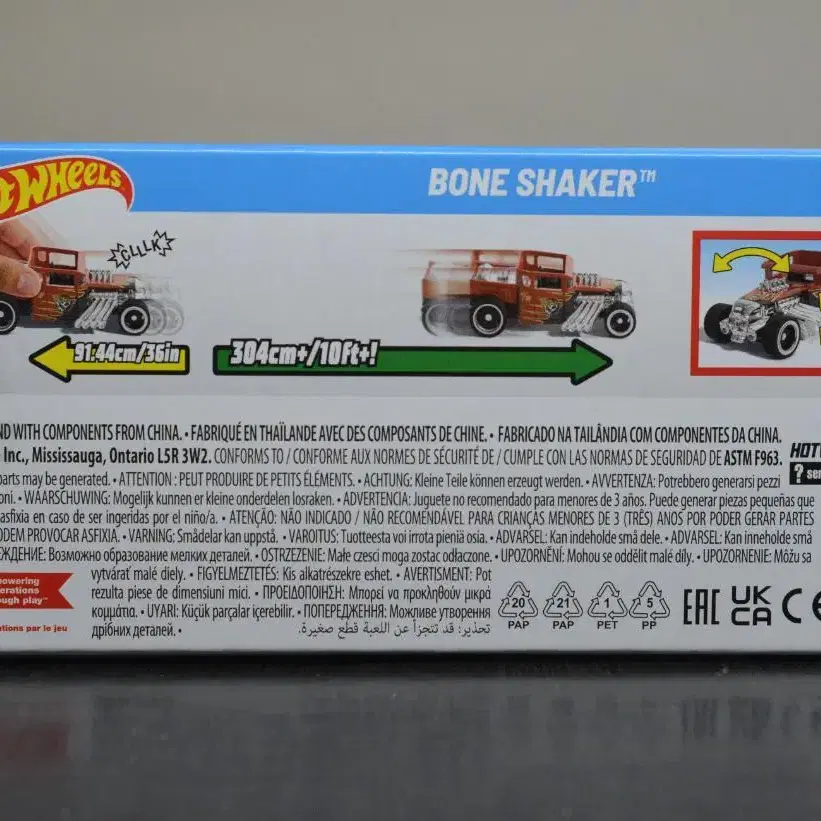 WHEELS
BONE SHAKER™
CLLLK
91.44cm/36in
304cm+/10ft+!
WITH COMPONENTS FROM CHINA. • FABRIQUÉ EN THAÏLANDE AVEC DES COMPOSANTS DE CHINE. • FABRICADO NA TAILÂNDIA COM COMPONENTES DA CHINA.
Inc., Mississauga, Ontario L5R 3W2. CONFORMS TO / CONFORME AUX NORMES DE SÉCURITÉ DE / CUMPLE CON LAS NORMAS DE SEGURIDAD DE ASTM F963.
HOT
?
parts may be generated. • ATTENTION : PEUT PRODUIRE DE PETITS ÉLÉMENTS. • ACHTUNG: Kleine Teile können erzeugt werden. • AVVERTENZA: Potrebbero generarsi pezzi
• WAARSCHUWING: Mogelijk kunnen er kleine onderdelen losraken. • ADVERTENCIA: Juguete no recomendado para menores de 3 años. Puede generar piezas pequeñas que
asfixia en caso de ser ingeridas por el niño/a. • ATENÇÃO: NÃO INDICADO / NÃO RECOMENDÁVEL PARA CRIANÇAS MENORES DE 3 (TRÊS) ANOS POR PODER GERAR PARTES
PODEM PROVOCAR ASFIXIA. • VARNING: Smådelar kan uppstå. • VAROITUS: Tuotteesta voi irrota pieniä osia. • ADVARSEL: Kan indeholde små dele. • ADVARSEL: Kan inneholde små
Возможно образование мелких деталей. • OSTRZEŻENIE: Małe czesci moga zostac odłaczone. • UPOZORNĚNÍ: Mohou se oddělit malé díly. • UPOZORNENIE: Môžu sa
vytvárať malé diely. • FIGYELMEZTETÉS: Kis alkatrészekre eshet. • AVERTISMENT: Pot
rezulta piese de dimensiuni mici. • ΠΡΟΕΙΔΟΠΟΙΗΣΗ: Μπορεί να προκληθούν μικρά
κομμάτια. • UYARI: Küçük parçalar içerebilir. • ПОПЕРЕДЖЕННЯ: Можливе утворення
дрібних деталей. •
تحذير: قد تتجزأ عن اللعبة قطع صغيرة.
play™
par le jeu
20 PAP
21 PAP
1 PET
5 PP
EAC
UK
CA
CE